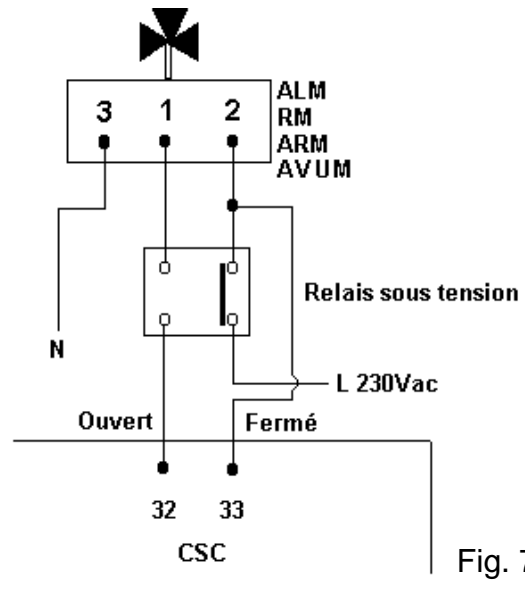 ALM
3 1 2 RM
ARM
AVUM
Relais sous tension
N
L 230Vac
Ouvert Fermé
32 33
CSC
Fig. 7